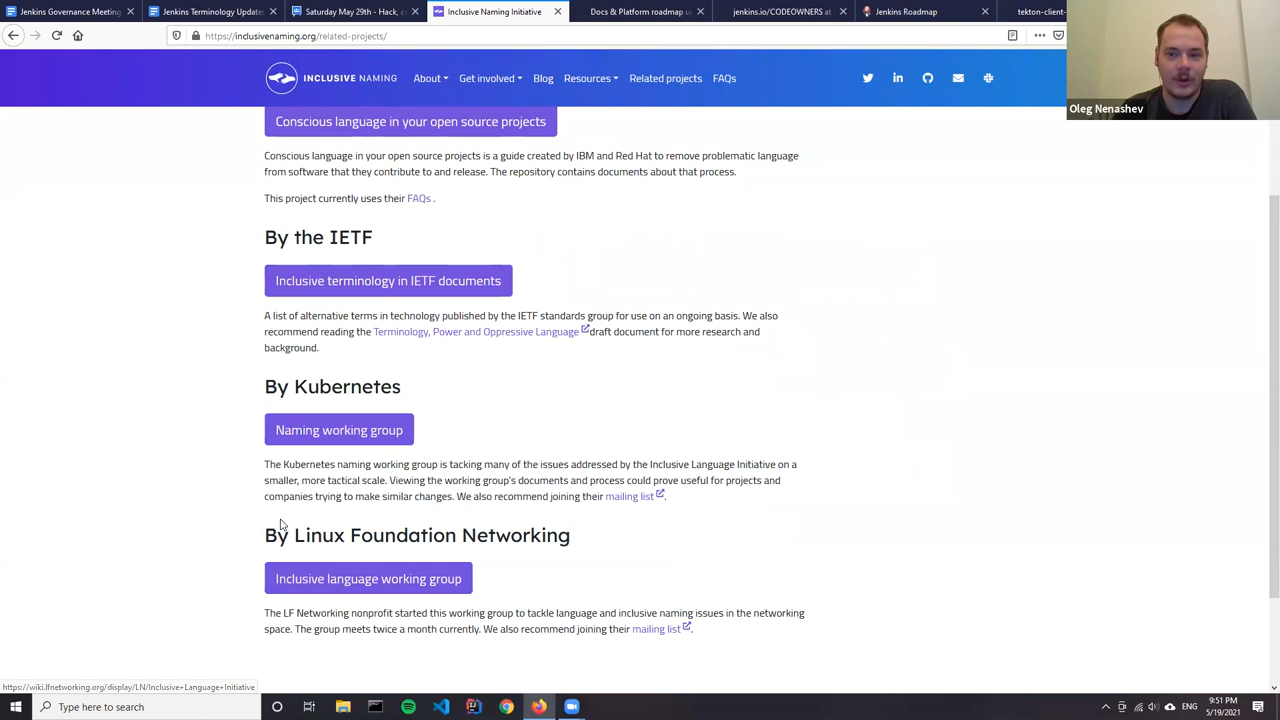 Jenkins Governance Meeting
Jenkins Terminology Update
Saturday May 29th - Hack, c
Inclusive Naming Initiative
Docs & Platform roadmap u
jenkins.io/CODEOWNERS at
Jenkins Roadmap
tekton-client-
https://inclusivenaming.org/related-projects/
INCLUSIVE NAMING
About
Get involved
Blog
Resources
Related projects
FAQs
Oleg Nenashev
Conscious language in your open source projects
Conscious language in your open source projects is a guide created by IBM and Red Hat to remove problematic language
from software that they contribute to and release. The repository contains documents about that process.
This project currently uses their FAQs .
By the IETF
Inclusive terminology in IETF documents
A list of alternative terms in technology published by the IETF standards group for use on an ongoing basis. We also
recommend reading the Terminology, Power and Oppressive Language draft document for more research and
background.
By Kubernetes
Naming working group
The Kubernetes naming working group is tacking many of the issues addressed by the Inclusive Language Initiative on a
smaller, more tactical scale. Viewing the working group's documents and process could prove useful for projects and
companies trying to make similar changes. We also recommend joining their mailing list .
By Linux Foundation Networking
Inclusive language working group
The LF Networking nonprofit started this working group to tackle language and inclusive naming issues in the networking
space. The group meets twice a month currently. We also recommend joining their mailing list .
https://wiki.lfnetworking.org/display/LN/Inclusive+Language+Initiative
Type here to search
ENG
9:51 PM
5/19/2021